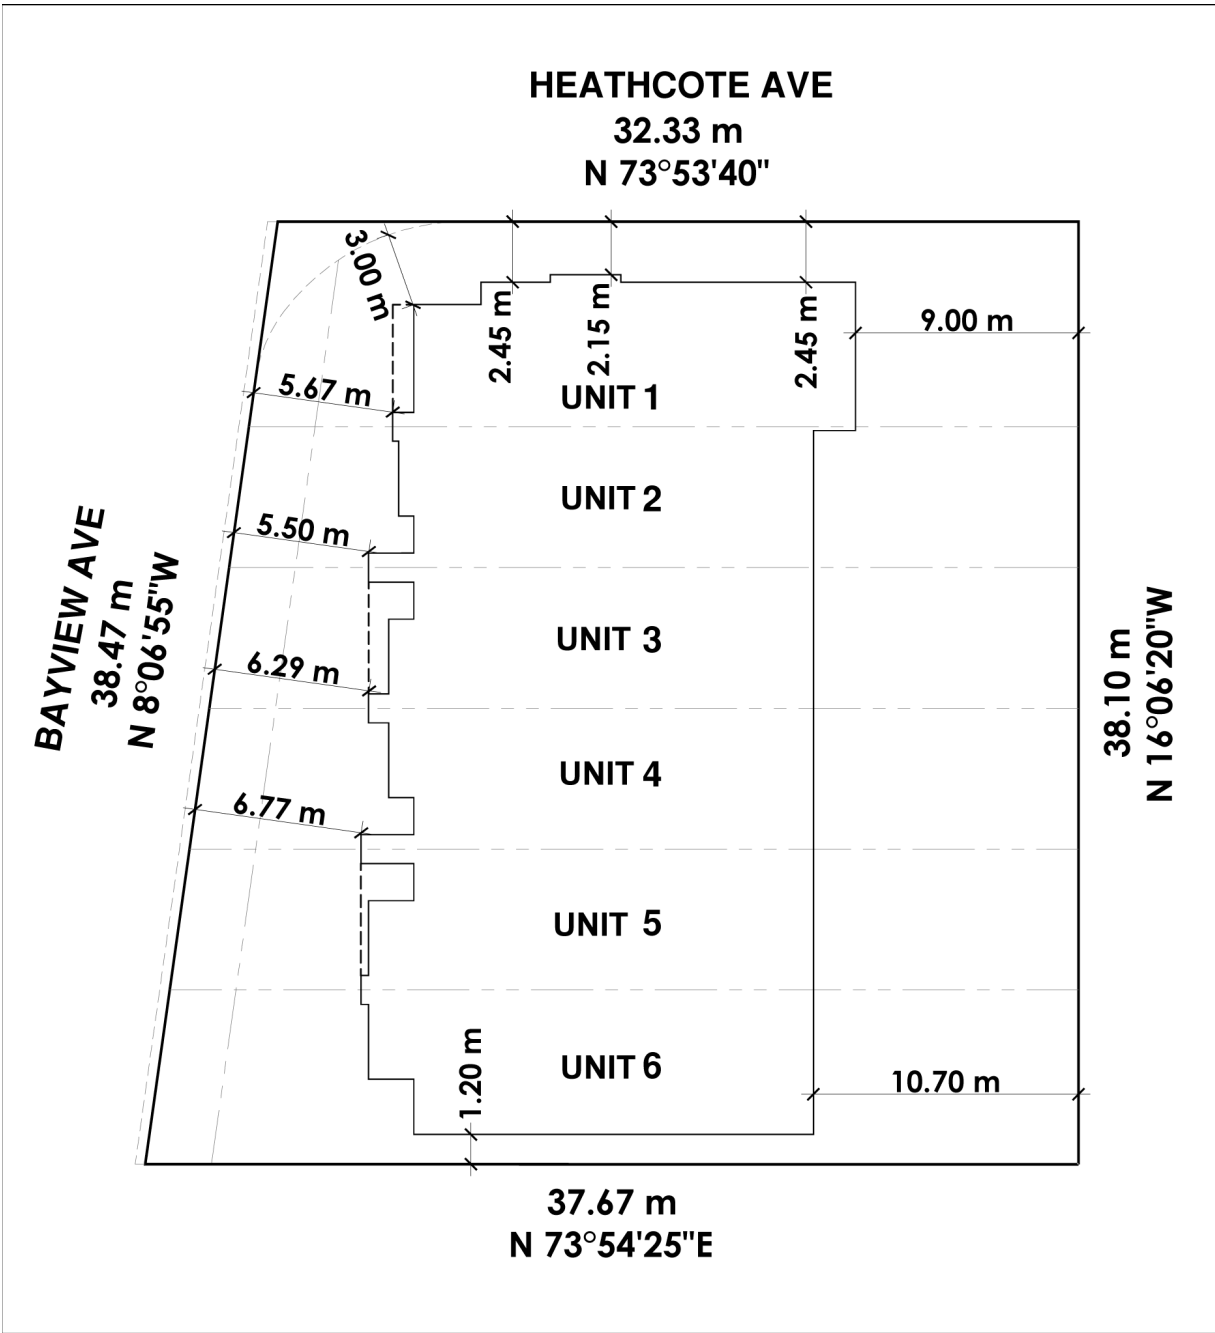 HEATHCOTE AVE
32.33 m
N 73°53'40"
3.00 m
2.45 m
2.15 m
2.45 m
9.00 m
5.67 m
UNIT 1
UNIT 2
5.50 m
BAYVIEW AVE
38.47 m
N 8°06'55"W
UNIT 3
6.29 m
38.10 m
N 16°06'20"W
UNIT 4
6.77 m
UNIT 5
UNIT 6
1.20 m
10.70 m
37.67 m
N 73°54'25"E